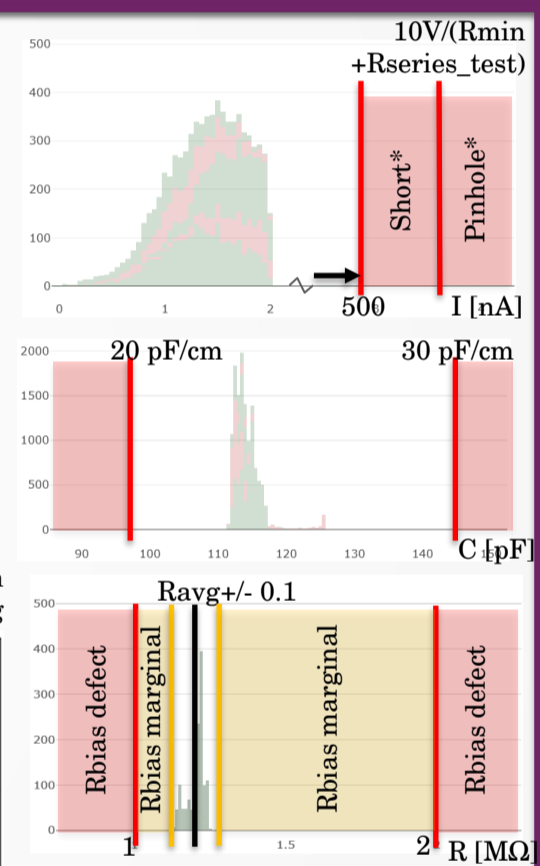 10V/(Rmin
+Rseries_test)
500
400
300
200
100
0
Short*
Pinhole*
0
1
2
500
I [nA]
20 pF/cm
30 pF/cm
2000
1500
1000
500
0
90
100
110
120
130
140
C [pF]
Ravg+/- 0.1
500
400
300
200
100
0
Rbias defect
Rbias marginal
Rbias marginal
Rbias defect
1
1.5
2
R [MΩ]